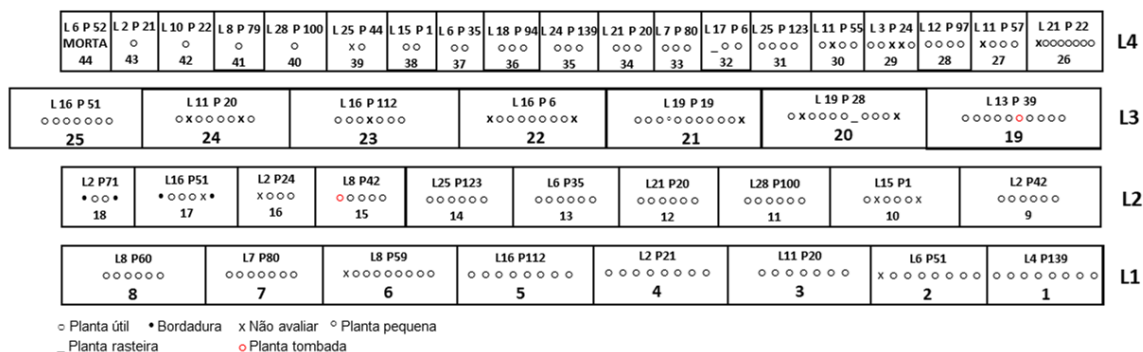 L 6 P 52 L 2 P 21 L 10 P 22 L 8 P 79 L 28 P 100 L 25 P 44 L 15 P 1 L 6 P 35 L 18 P 94 L 24 P 139 L 21 P 20 L 7 P 80 L 17 P 6 L 25 P 123 L 11 P 55 L 3 P 24 L 12 P 97 L 11 P 57 L 21 P 22
MORTA x _ x xx x x
44 43 42 41 40 39 38 37 36 35 34 33 32 31 30 29 28 27 26
L4
L 16 P 51 L 11 P 20 L 16 P 112 L 16 P 6 L 19 P 19 L 19 P 28 L 13 P 39
x x x x x x x _ x
25 24 23 22 21 20 19
L3
L2 P71 L16 P51 L2 P24 L8 P42 L25 P123 L6 P35 L21 P20 L28 P100 L15 P1 L2 P42
x x x x
18 17 16 15 14 13 12 11 10 9
L2
L8 P60 L7 P80 L8 P59 L16 P112 L2 P21 L11 P20 L6 P51 L4 P139
x x
8 7 6 5 4 3 2 1
L1
○ Planta útil • Bordadura x Não avaliar ○ Planta pequena
_ Planta rasteira ○ Planta tombada